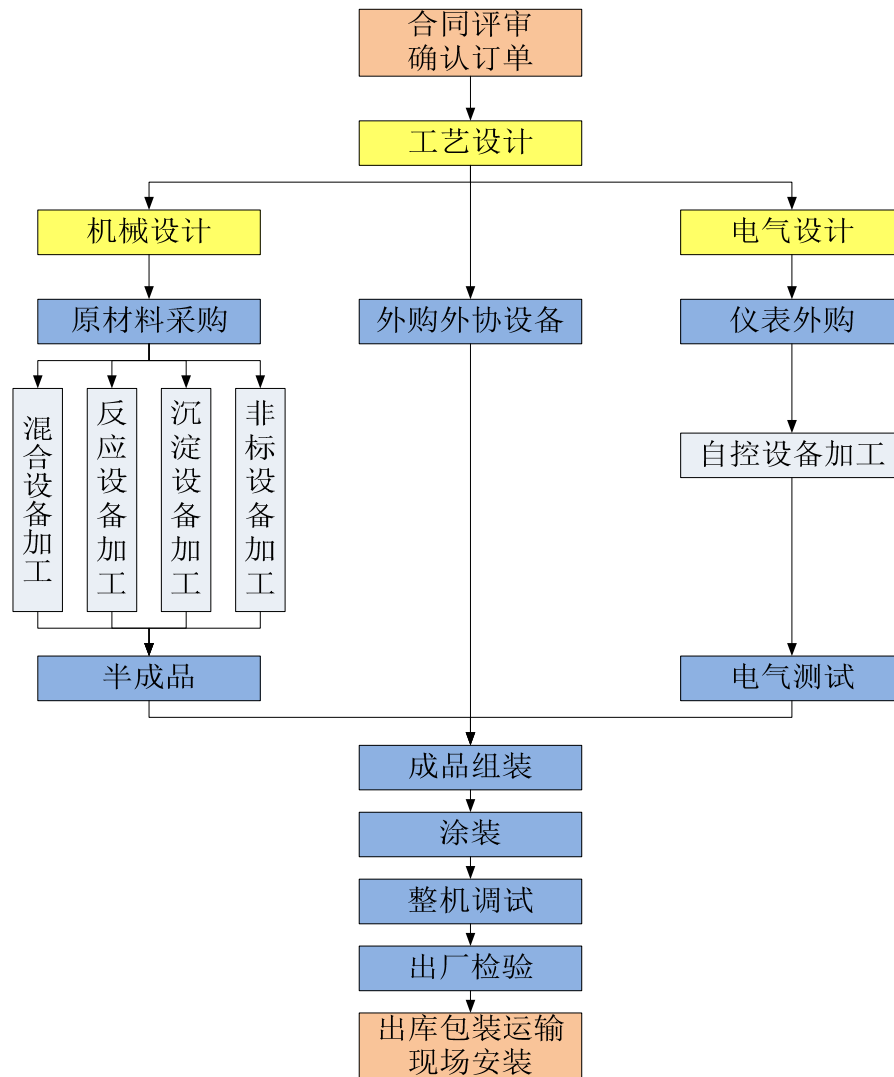 合同评审
确认订单
工艺设计
机械设计
电气设计
原材料采购
外购外协设备
仪表外购
混合设备加工
反应设备加工
沉淀设备加工
非标设备加工
自控设备加工
半成品
电气测试
成品组装
涂装
整机调试
出厂检验
出库包装运输
现场安装